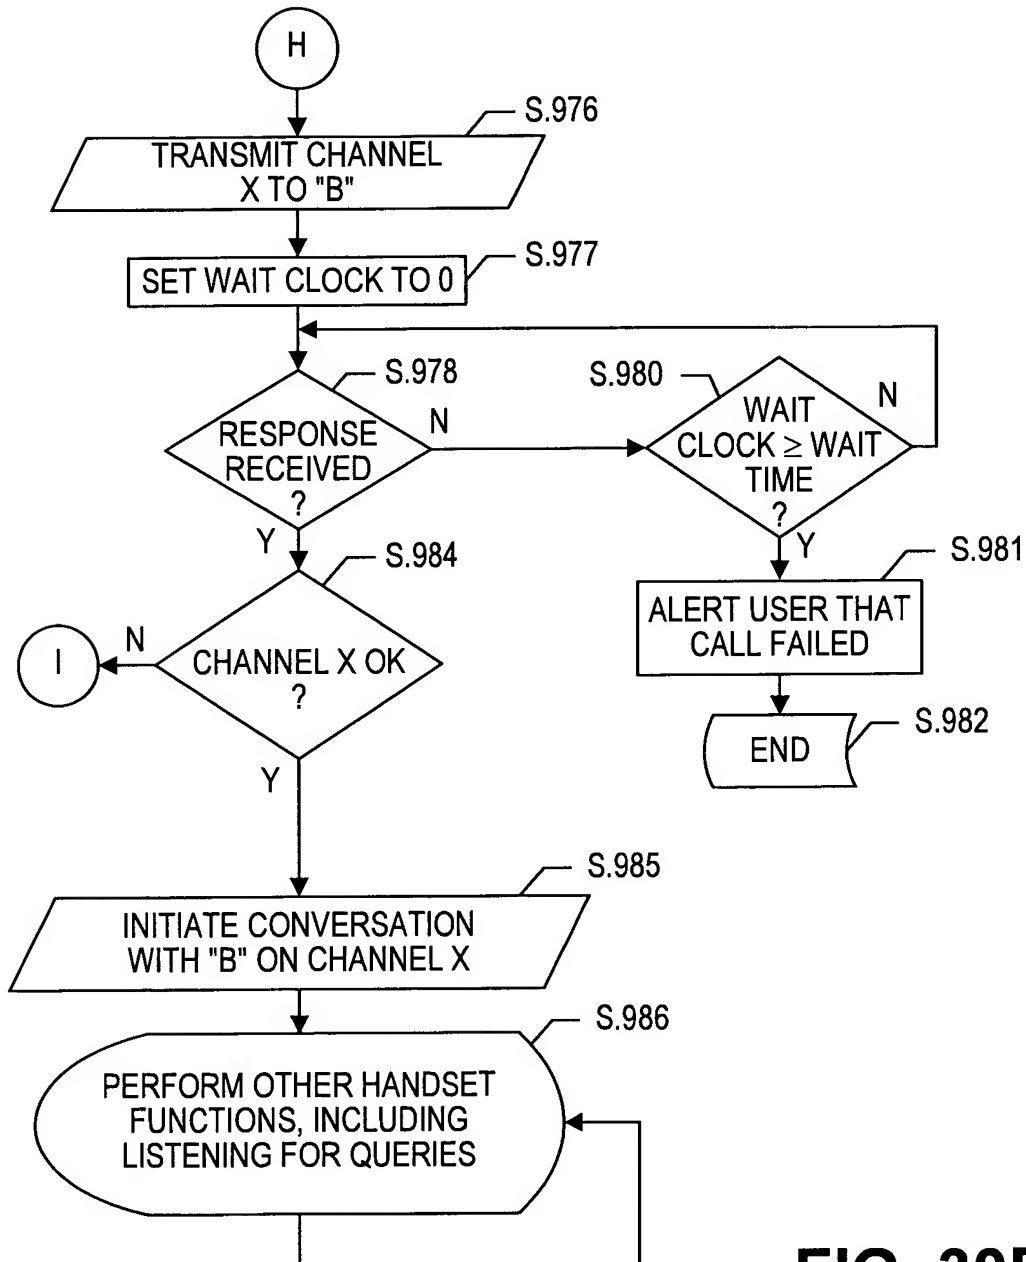 H
S.976
TRANSMIT CHANNEL
X TO "B"
S.977
SET WAIT CLOCK TO 0
S.978
RESPONSE
RECEIVED
?
N
Y
S.980
WAIT
CLOCK ≥ WAIT
TIME
?
N
Y
S.981
ALERT USER THAT
CALL FAILED
S.982
END
S.984
CHANNEL X OK
?
N
I
Y
S.985
INITIATE CONVERSATION
WITH "B" ON CHANNEL X
S.986
PERFORM OTHER HANDSET
FUNCTIONS, INCLUDING
LISTENING FOR QUERIES